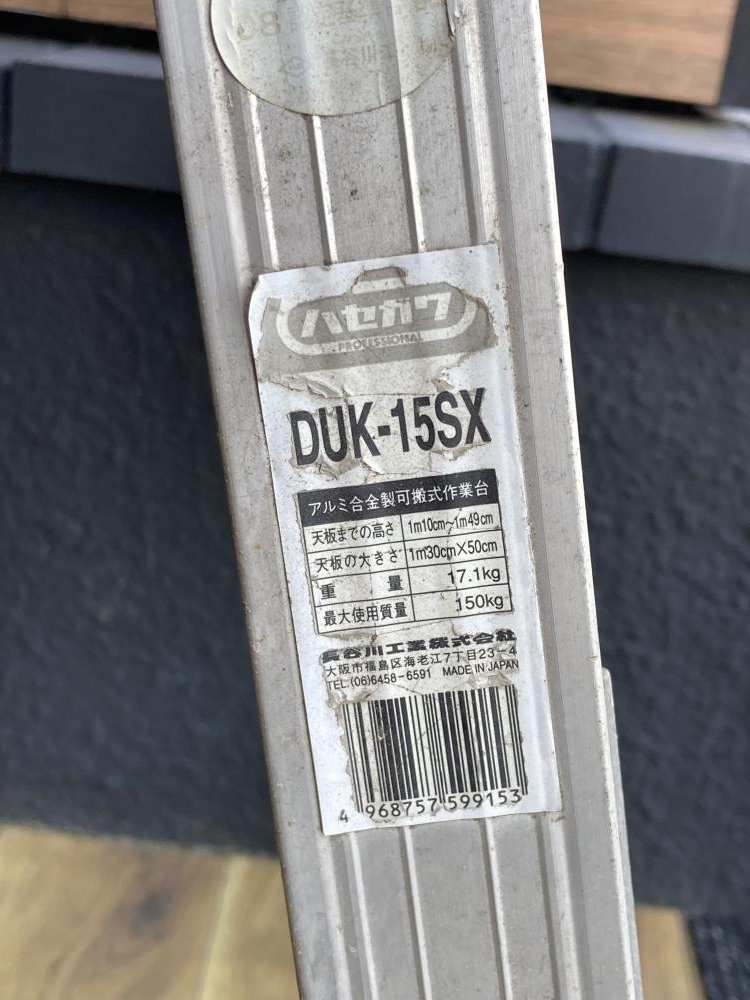 ハセガワ
PROFESSIONAL
DUK-15SX
アルミ合金製可搬式作業台
天板までの高さ 1m10cm～1m49cm
天板の大きさ 1m30cm×50cm
重量 17.1kg
最大使用質量 150kg
長谷川工業株式会社
大阪市福島区海老江7丁目23-4
TEL.(06)6458-6591 MADE IN JAPAN
4 968757 599153